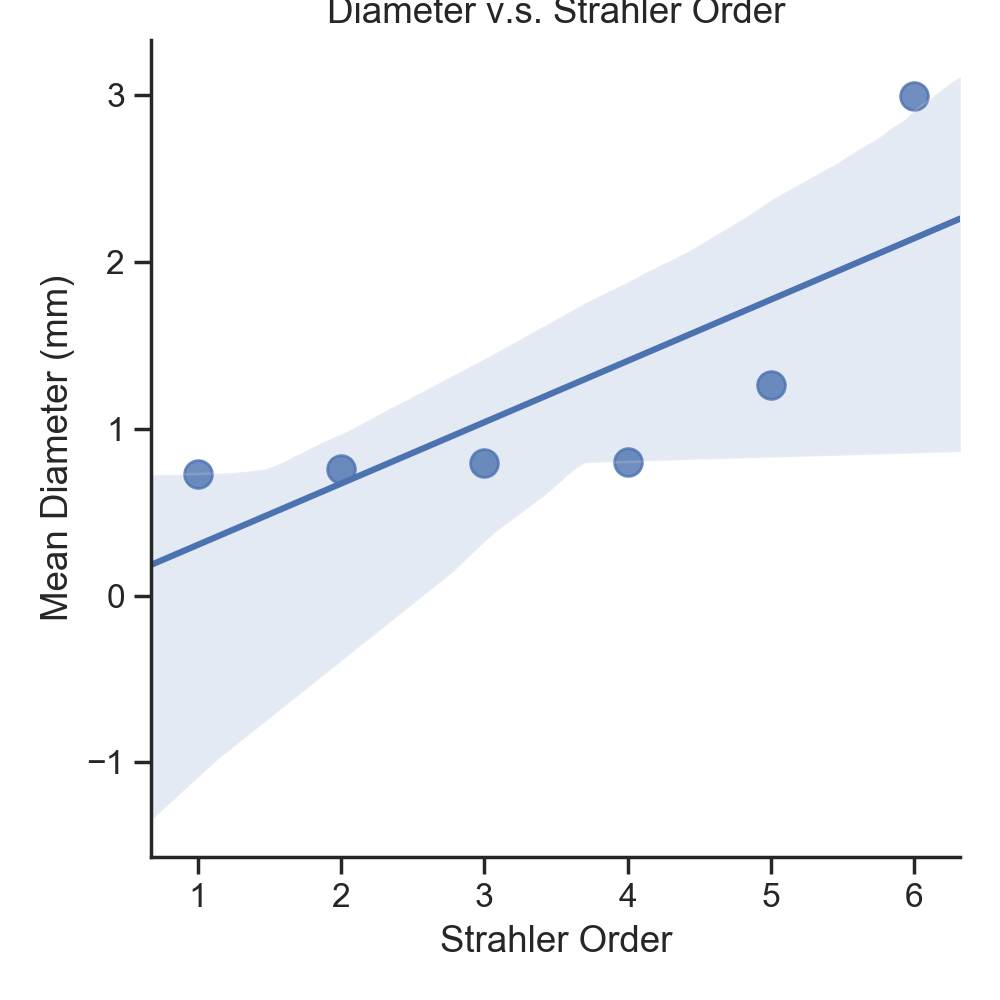 Diameter v.s. Strahler Order
3
2
1
0
−1
Mean Diameter (mm)
1 2 3 4 5 6
Strahler Order